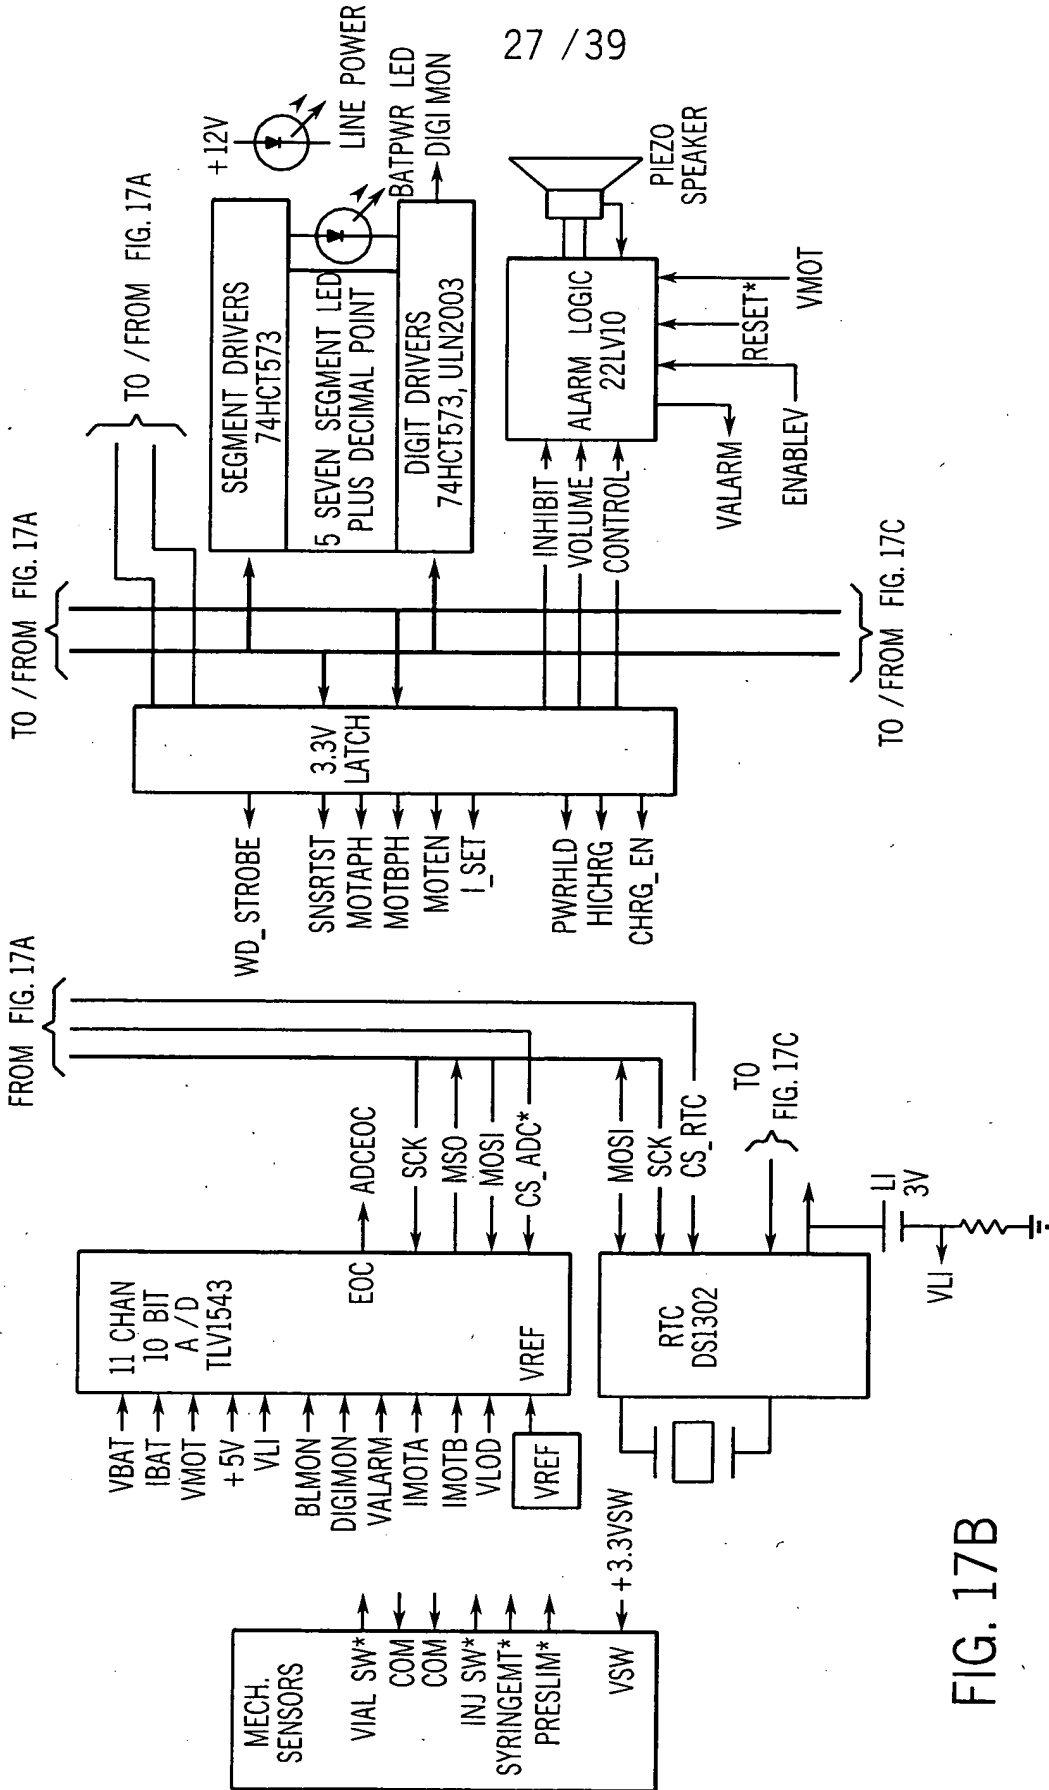 27 / 39
FROM FIG. 17A
TO / FROM FIG. 17A
TO / FROM FIG. 17A
MECH.
SENSORS
VIAL SW*
COM
COM
INJ SW*
SYRINGEMT*
PRESLIM*
VSW
+3.3VSW
VBAT
IBAT
VMOT
+5V
VLI
BLMON
DIGIMON
VALARM
IMOTA
IMOTB
VLOD
VREF
11 CHAN
10 BIT
A/D
TLV1543
EOC
VREF
ADCEOC
SCK
MSO
MOSI
CS_ADC*
RTC
DS1302
MOSI
SCK
CS_RTC
TO
FIG. 17C
LI
3V
VLI
WD_STROBE
SNSRTST
MOTAPH
MOTBPH
MOTEN
I_SET
PWRHLD
HICHRG
CHRG_EN
3.3V
LATCH
SEGMENT DRIVERS
74HCT573
5 SEVEN SEGMENT LED
PLUS DECIMAL POINT
DIGIT DRIVERS
74HCT573, ULN2003
+12V
LINE POWER
BATPWR LED
DIGI MON
INHIBIT
VOLUME
CONTROL
ALARM LOGIC
22LV10
PIEZO
SPEAKER
VALARM
ENABLEV
RESET*
VMOT
TO / FROM FIG. 17C
FIG. 17B